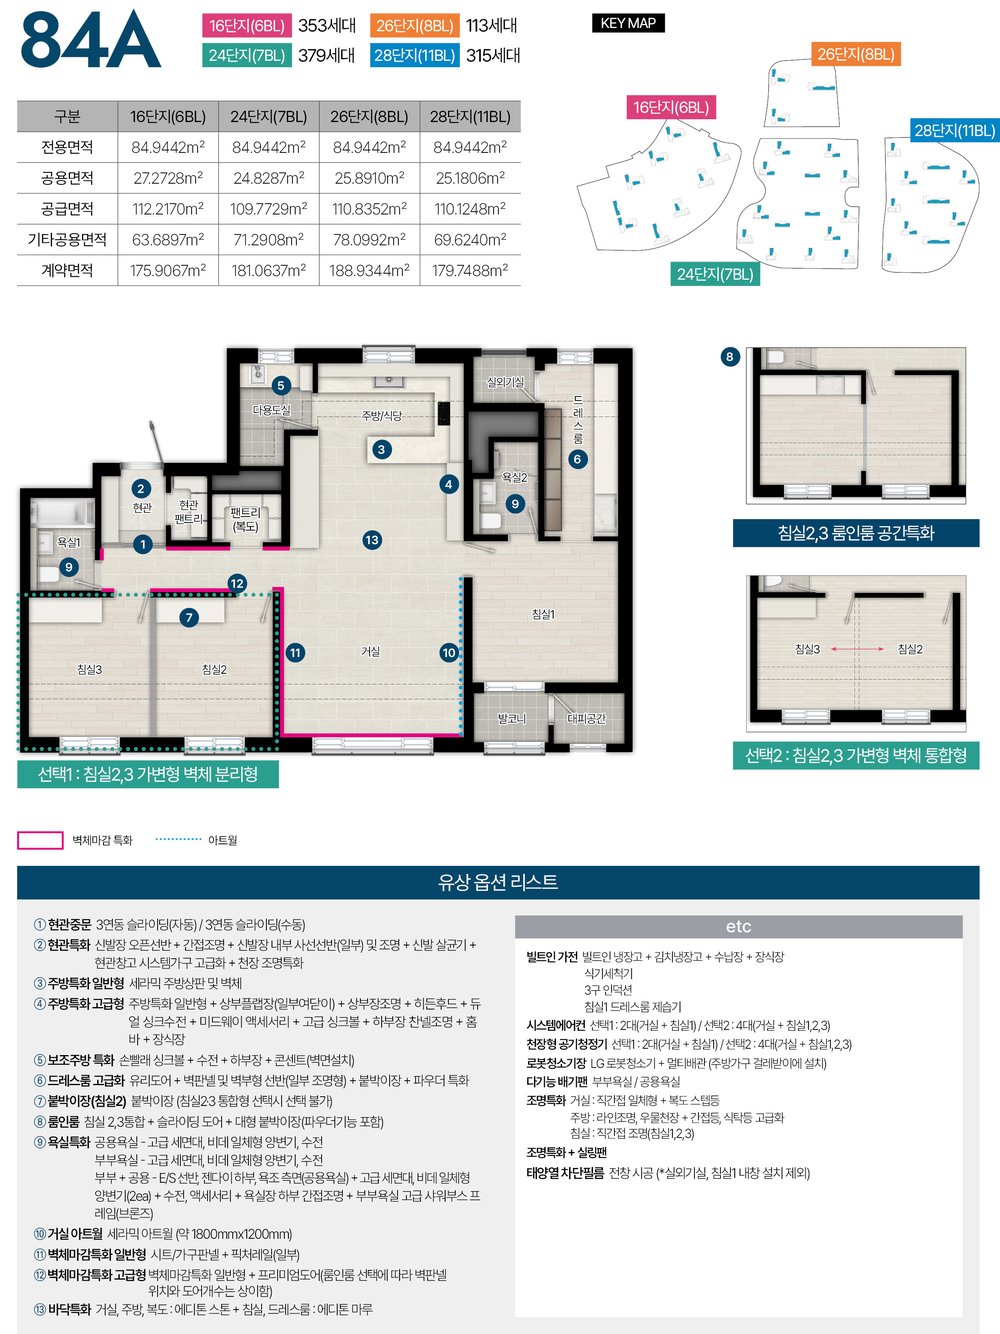 84A
16단지(6BL) 353세대 26단지(8BL) 113세대
24단지(7BL) 379세대 28단지(11BL) 315세대
KEY MAP
26단지(8BL)
16단지(6BL)
28단지(11BL)
24단지(7BL)
구분 16단지(6BL) 24단지(7BL) 26단지(8BL) 28단지(11BL)
전용면적 84.9442m² 84.9442m² 84.9442m² 84.9442m²
공용면적 27.2728m² 24.8287m² 25.8910m² 25.1806m²
공급면적 112.2170m² 109.7729m² 110.8352m² 110.1248m²
기타공용면적 63.6897m² 71.2908m² 78.0992m² 69.6240m²
계약면적 175.9067m² 181.0637m² 188.9344m² 179.7488m²
5
다용도실
주방/식당
3
4
실외기실
드레스룸
6
욕실2
9
2
현관
현관
팬트리
팬트리
(복도)
1
욕실1
9
12
13
7
침실3
침실2
11
거실
10
침실1
발코니
대피공간
선택1 : 침실2,3 가변형 벽체 분리형
8
침실2,3 룸인룸 공간특화
침실3
침실2
선택2 : 침실2,3 가변형 벽체 통합형
벽체마감 특화
아트월
유상 옵션 리스트
① 현관중문 3연동 슬라이딩(자동) / 3연동 슬라이딩(수동)
② 현관특화 신발장 오픈선반 + 간접조명 + 신발장 내부 사선선반(일부) 및 조명 + 신발 살균기 +
현관창고 시스템가구 고급화 + 천장 조명특화
③ 주방특화 일반형 세라믹 주방상판 및 벽체
④ 주방특화 고급형 주방특화 일반형 + 상부플랩장(일부여닫이) + 상부장조명 + 히든후드 + 듀
얼 싱크수전 + 미드웨이 액세서리 + 고급 싱크볼 + 하부장 찬넬조명 + 홈
바 + 장식장
⑤ 보조주방 특화 손빨래 싱크볼 + 수전 + 하부장 + 콘센트(벽면설치)
⑥ 드레스룸 고급화 유리도어 + 벽판넬 및 벽부형 선반(일부 조명형) + 붙박이장 + 파우더 특화
⑦ 붙박이장(침실2) 붙박이장 (침실2·3 통합형 선택시 선택 불가)
⑧ 룸인룸 침실 2,3통합 + 슬라이딩 도어 + 대형 붙박이장(파우더기능 포함)
⑨ 욕실특화 공용욕실 - 고급 세면대, 비데 일체형 양변기, 수전
부부욕실 - 고급 세면대, 비데 일체형 양변기, 수전
부부 + 공용 - E/S 선반, 젠다이 하부, 욕조 측면(공용욕실) + 고급 세면대, 비데 일체형
양변기(2ea) + 수전, 액세서리 + 욕실장 하부 간접조명 + 부부욕실 고급 샤워부스 프
레임(브론즈)
⑩ 거실 아트월 세라믹 아트월 (약 1800mmx1200mm)
⑪ 벽체마감특화 일반형 시트/가구판넬 + 픽처레일(일부)
⑫ 벽체마감특화 고급형 벽체마감특화 일반형 + 프리미엄도어(룸인룸 선택에 따라 벽판넬
위치와 도어개수는 상이함)
⑬ 바닥특화 거실, 주방, 복도 : 에디톤 스톤 + 침실, 드레스룸 : 에디톤 마루
etc
빌트인 가전 빌트인 냉장고 + 김치냉장고 + 수납장 + 장식장
식기세척기
3구 인덕션
침실1 드레스룸 제습기
시스템에어컨 선택1 : 2대(거실 + 침실1) / 선택2 : 4대(거실 + 침실1,2,3)
천장형 공기청정기 선택1 : 2대(거실 + 침실1) / 선택2 : 4대(거실 + 침실1,2,3)
로봇청소기장 LG 로봇청소기 + 멀티배관 (주방가구 걸레받이에 설치)
다기능 배기팬 부부욕실 / 공용욕실
조명특화 거실 : 직간접 일체형 + 복도 스텝등
주방 : 라인조명, 우물천장 + 간접등, 식탁등 고급화
침실 : 직간접 조명(침실1,2,3)
조명특화 + 실링팬
태양열 차단필름 전창 시공 (*실외기실, 침실1 내창 설치 제외)